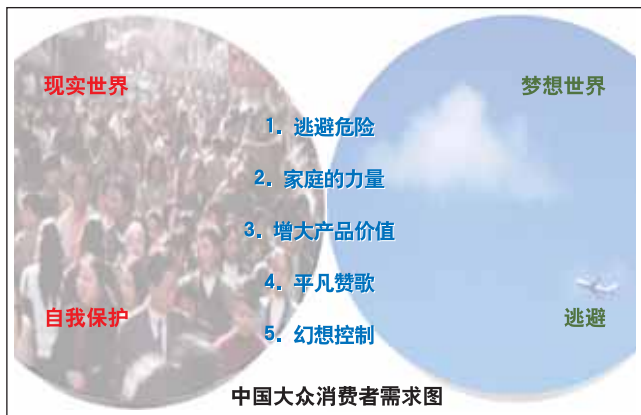 现实世界
梦想世界
1. 逃避危险
2. 家庭的力量
3. 增大产品价值
4. 平凡赞歌
自我保护
逃避
5. 幻想控制
中国大众消费者需求图